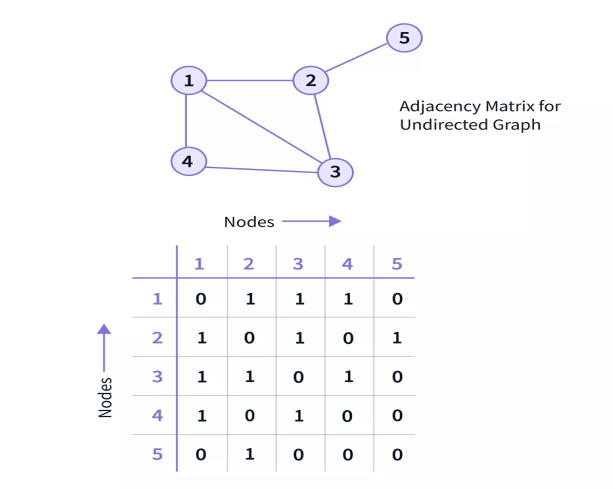 5
1 2
Adjacency Matrix for
Undirected Graph
4 3
Nodes
1 2 3 4 5
1 0 1 1 1 0
2 1 0 1 0 1
3 1 1 0 1 0
4 1 0 1 0 0
5 0 1 0 0 0
Nodes